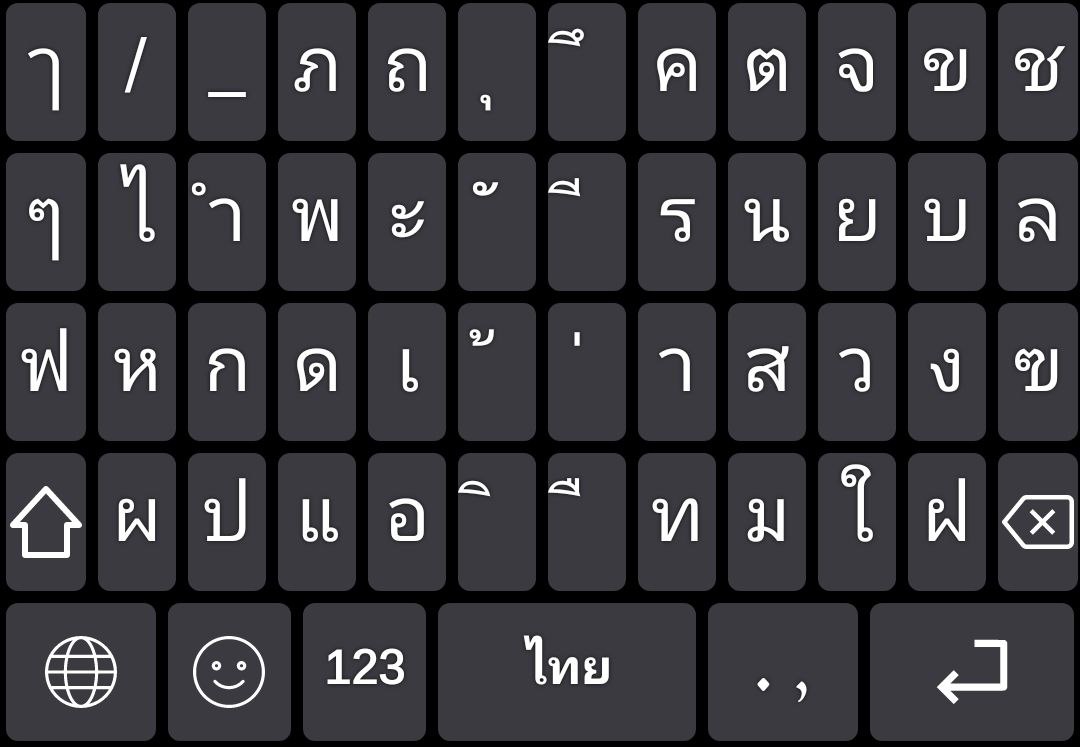 ๅ / _ ภ ถ ุ ึ ค ต จ ข ช
ๆ ไ ำ พ ะ ั ี ร น ย บ ล
ฟ ห ก ด เ ้ ่ า ส ว ง ฃ
ผ ป แ อ ิ ื ท ม ใ ฝ
123 ไทย . ,